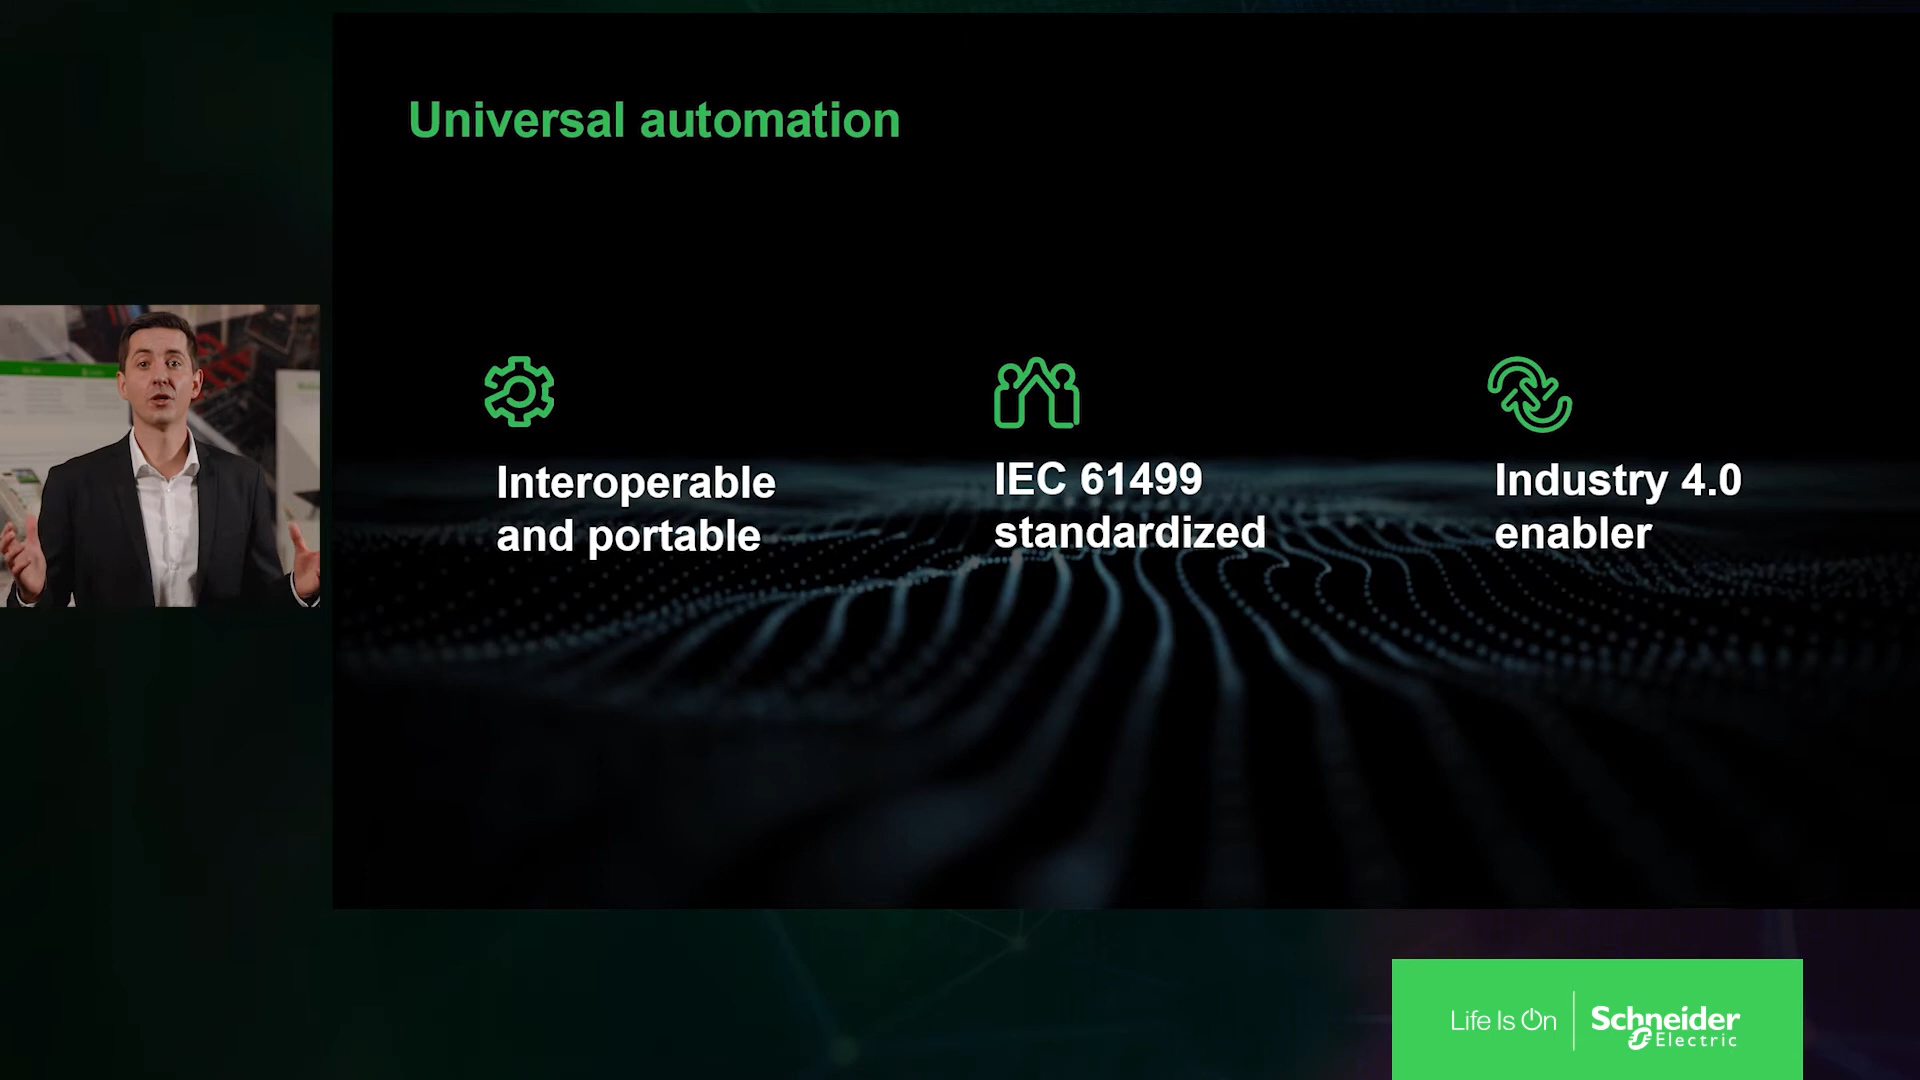 Universal automation
Interoperable
and portable
IEC 61499
standardized
Industry 4.0
enabler
Life Is On
Schneider
Electric